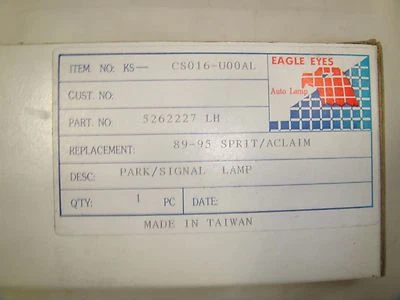 ITEM NO: KS— CS016-U00AL
EAGLE EYES
Auto Lamp
CUST NO:
PART NO: 5262227 LH
REPLACEMENT: 89-95 SPRIT/ACLAIM
DESC: PARK/SIGNAL LAMP
Q'TY: 1 PC DATE:
MADE IN TAIWAN